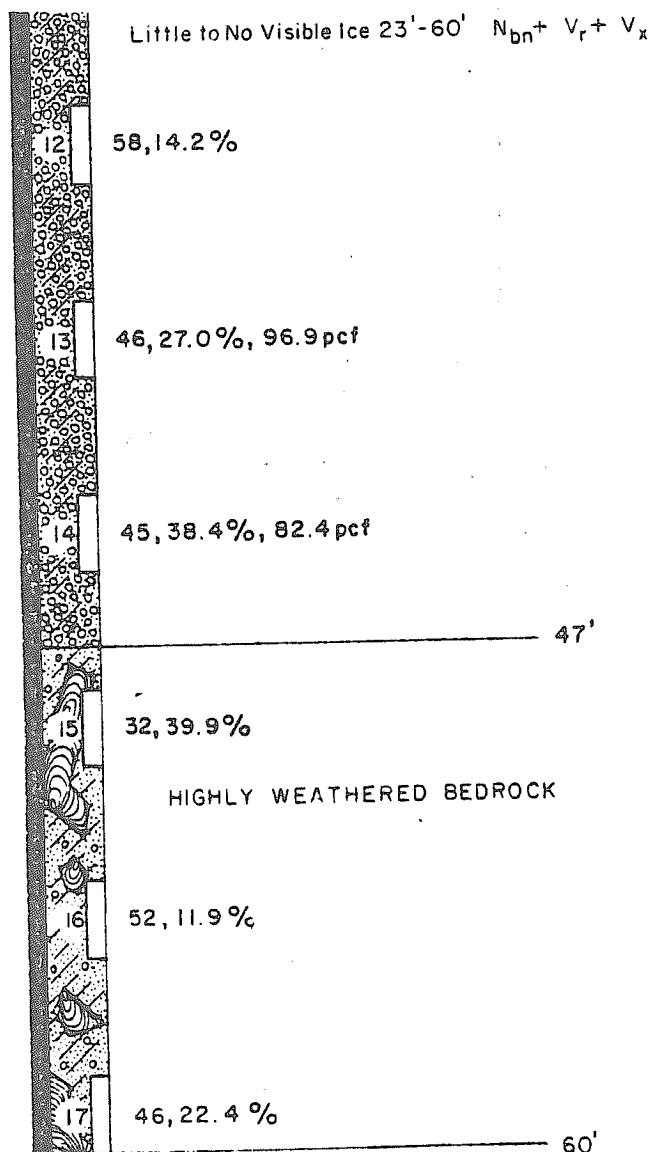 Little to No Visible Ice 23'-60' Nbn+ Vr+ Vx
12 58, 14.2%
13 46, 27.0%, 96.9 pcf
14 45, 38.4%, 82.4 pcf
47'
15 32, 39.9%
HIGHLY WEATHERED BEDROCK
16 52, 11.9%
17 46, 22.4%
60'